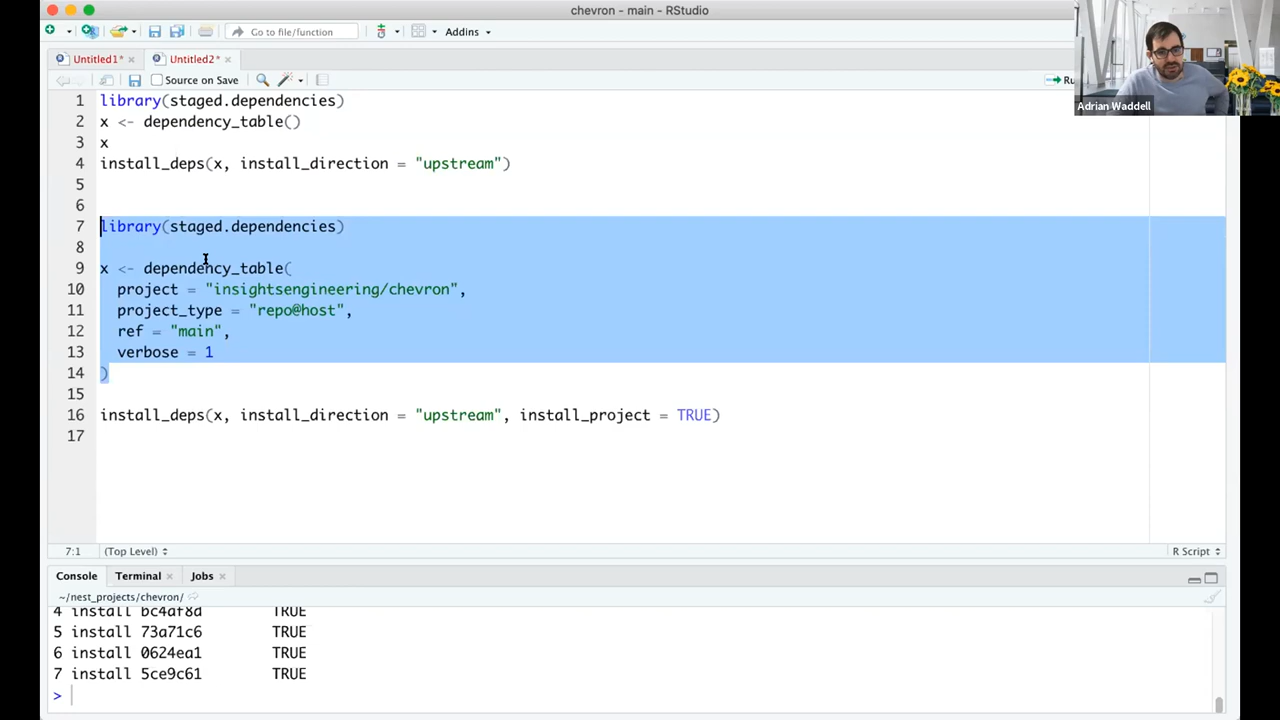 chevron - main - RStudio
Go to file/function
Addins
Untitled1*
Untitled2*
Source on Save
Adrian Waddell
1 library(staged.dependencies)
2 x <- dependency_table()
3 x
4 install_deps(x, install_direction = "upstream")
5
6
7 library(staged.dependencies)
8
9 x <- dependency_table(
10 project = "insightsengineering/chevron",
11 project_type = "repo@host",
12 ref = "main",
13 verbose = 1
14 )
15
16 install_deps(x, install_direction = "upstream", install_project = TRUE)
17
7:1 (Top Level) R Script
Console Terminal Jobs
~/nest_projects/chevron/
4 install bc4af8d TRUE
5 install 73a71c6 TRUE
6 install 0624ea1 TRUE
7 install 5ce9c61 TRUE
>